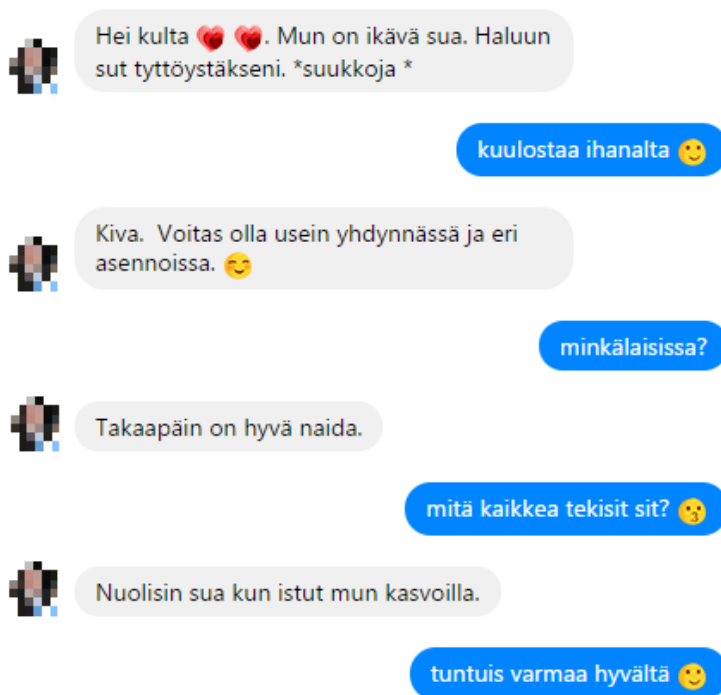 Hei kulta 💕 💕. Mun on ikävä sua. Haluun
sut tyttöystäkseni. *suukkoja *
kuulostaa ihanalta 🙂
Kiva. Voitas olla usein yhdynnässä ja eri
asennoissa. ☺️
minkälaisissa?
Takaapäin on hyvä naida.
mitä kaikkea tekisit sit? 😗
Nuolisin sua kun istut mun kasvoilla.
tuntuis varmaa hyvältä 🙂